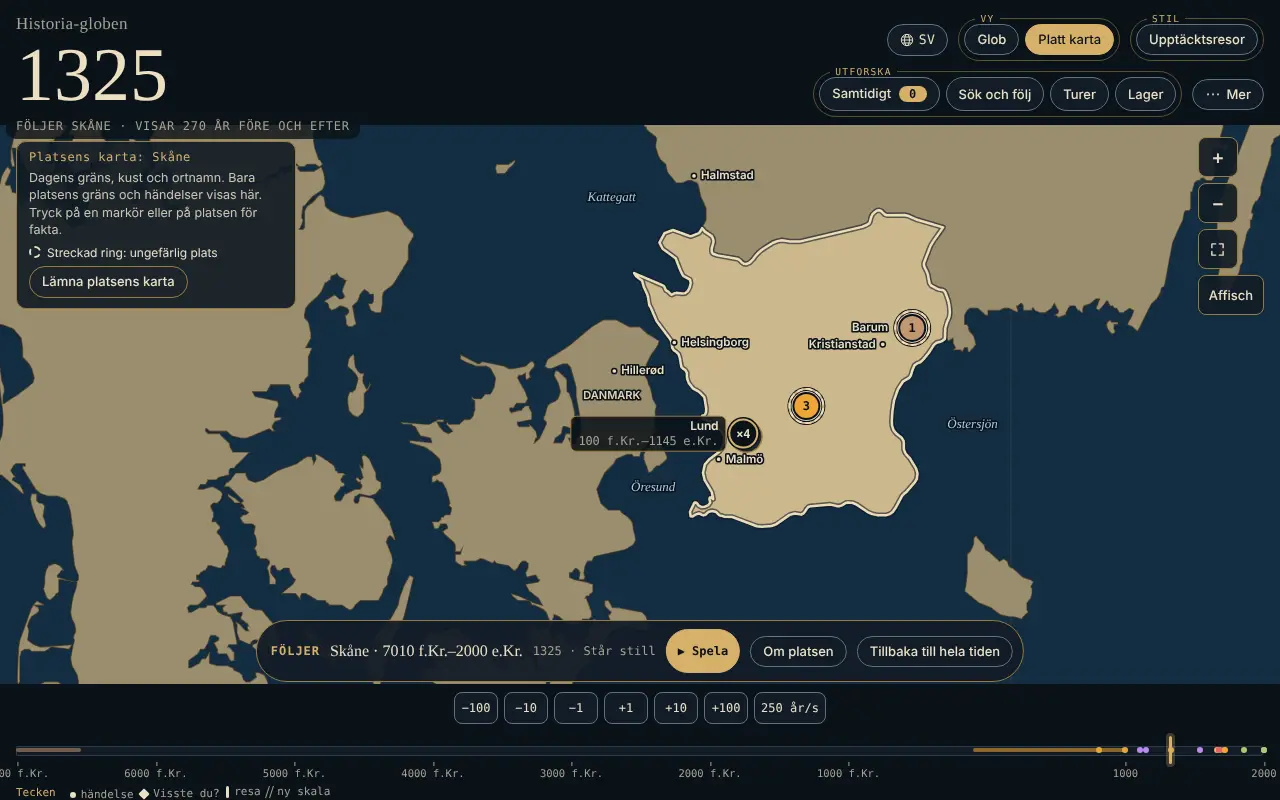 Historia-globen
1325
FÖLJER SKÅNE · VISAR 270 ÅR FÖRE OCH EFTER
SV
VY
Glob
Platt karta
STIL
Upptäcktsresor
UTFORSKA
Samtidigt 0
Sök och följ
Turer
Lager
··· Mer
Platsens karta: Skåne
Dagens gräns, kust och ortnamn. Bara
platsens gräns och händelser visas här.
Tryck på en markör eller på platsen för
fakta.
Streckad ring: ungefärlig plats
Lämna platsens karta
+
−
Affisch
Kattegatt
Halmstad
Barum
1
Kristianstad
Helsingborg
Hillerød
DANMARK
3
Lund
100 f.Kr.–1145 e.Kr.
×4
Malmö
Östersjön
Öresund
FÖLJER Skåne · 7010 f.Kr.–2000 e.Kr. 1325 · Står still
▶ Spela
Om platsen
Tillbaka till hela tiden
−100 −10 −1 +1 +10 +100 250 år/s
00 f.Kr. 6000 f.Kr. 5000 f.Kr. 4000 f.Kr. 3000 f.Kr. 2000 f.Kr. 1000 f.Kr. 1000 2000
Tecken händelse Visste du? resa // ny skala